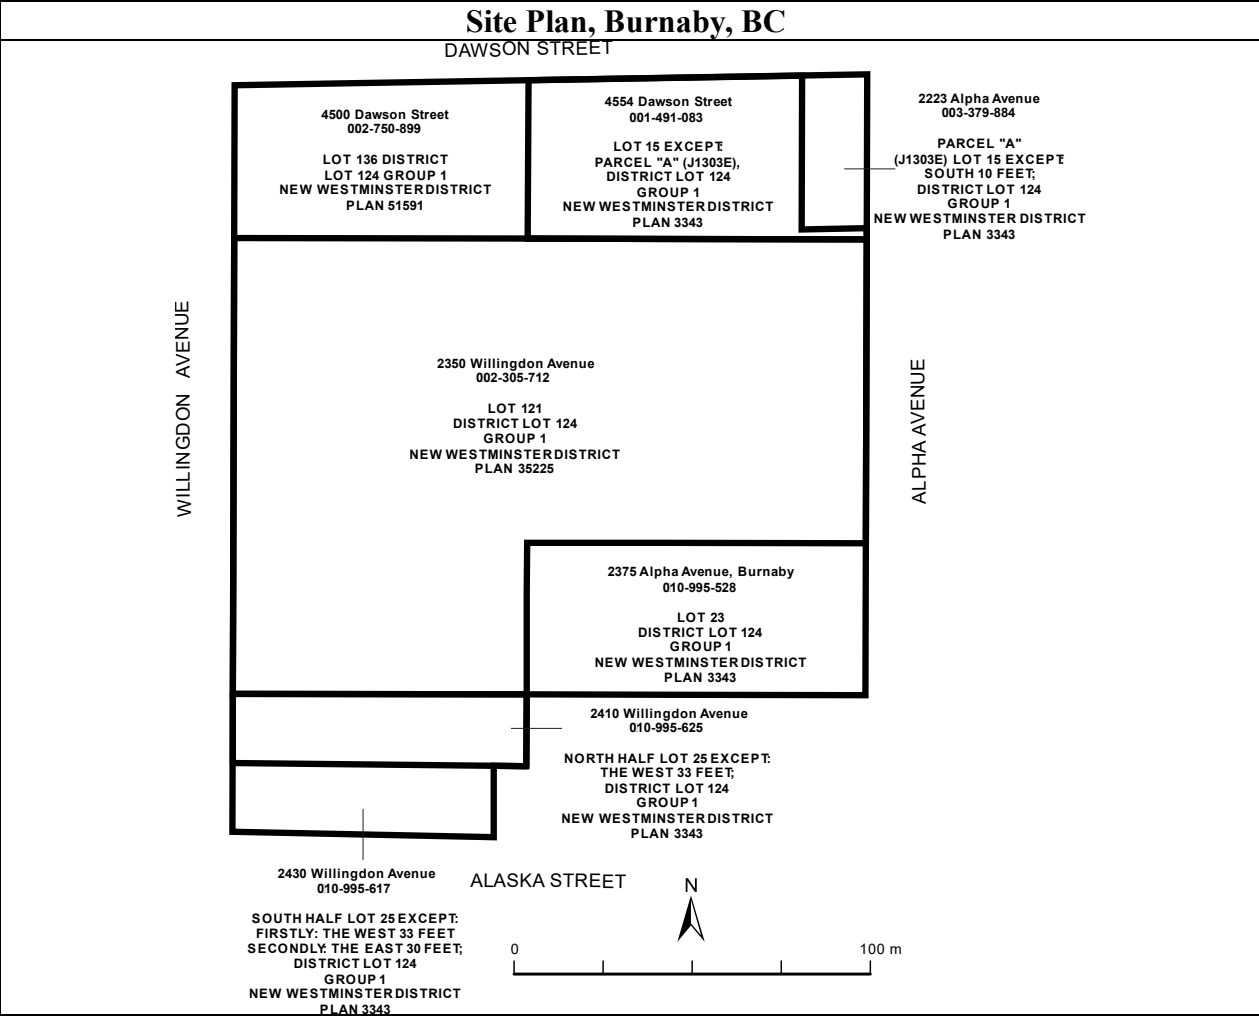 Site Plan, Burnaby, BC
DAWSON STREET
4500 Dawson Street
002-750-899
LOT 136 DISTRICT
LOT 124 GROUP 1
NEW WESTMINSTER DISTRICT
PLAN 51591
4554 Dawson Street
001-491-083
LOT 15 EXCEPT:
PARCEL "A" (J1303E),
DISTRICT LOT 124
GROUP 1
NEW WESTMINSTER DISTRICT
PLAN 3343
2223 Alpha Avenue
003-379-884
PARCEL "A"
(J1303E) LOT 15 EXCEPT:
SOUTH 10 FEET;
DISTRICT LOT 124
GROUP 1
NEW WESTMINSTER DISTRICT
PLAN 3343
WILLINGDON AVENUE
2350 Willingdon Avenue
002-305-712
LOT 121
DISTRICT LOT 124
GROUP 1
NEW WESTMINSTER DISTRICT
PLAN 35225
ALPHA AVENUE
2375 Alpha Avenue, Burnaby
010-995-528
LOT 23
DISTRICT LOT 124
GROUP 1
NEW WESTMINSTER DISTRICT
PLAN 3343
2410 Willingdon Avenue
010-995-625
NORTH HALF LOT 25 EXCEPT:
THE WEST 33 FEET;
DISTRICT LOT 124
GROUP 1
NEW WESTMINSTER DISTRICT
PLAN 3343
2430 Willingdon Avenue
010-995-617
SOUTH HALF LOT 25 EXCEPT:
FIRSTLY: THE WEST 33 FEET
SECONDLY: THE EAST 30 FEET;
DISTRICT LOT 124
GROUP 1
NEW WESTMINSTER DISTRICT
PLAN 3343
ALASKA STREET
N
0 100 m